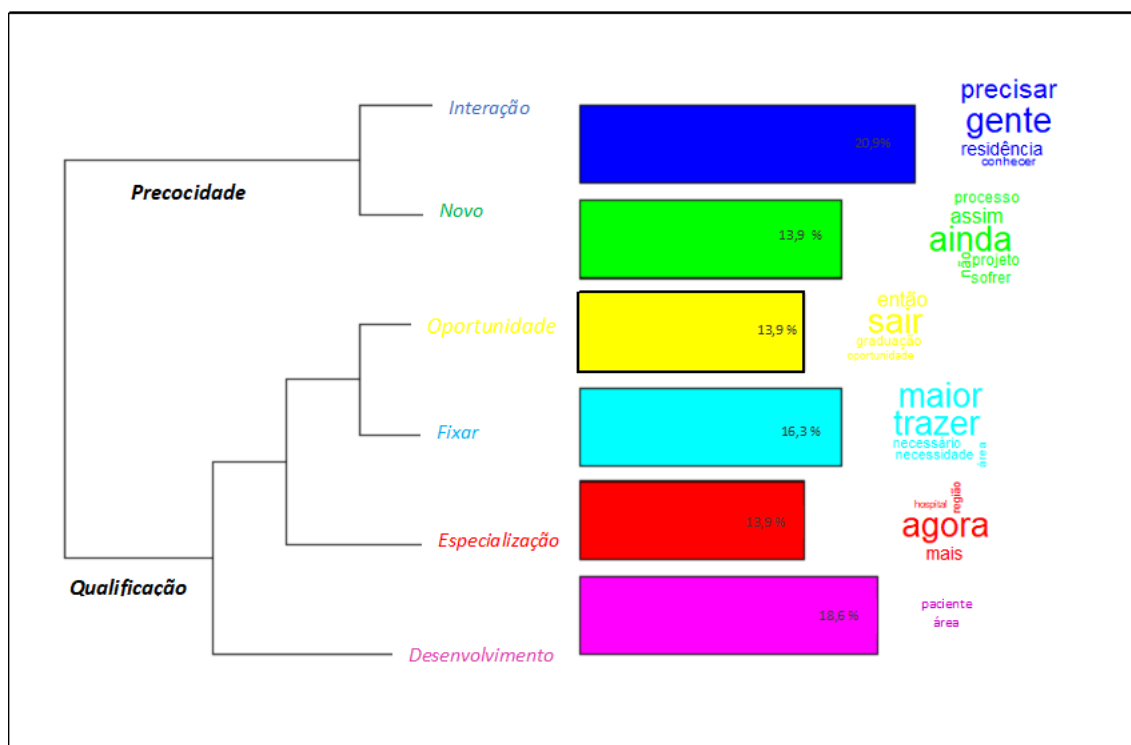 Precocidade
Qualificação
Interação
20,9%
precisar
gente
residência
conhecer
Novo
13,9 %
processo
assim
ainda
não
projeto
sofrer
Oportunidade
13,9 %
então
sair
graduação
oportunidade
Fixar
16,3 %
maior
trazer
necessário
necessidade
área
Especialização
13,9 %
hospital
região
agora
mais
Desenvolvimento
18,6 %
paciente
área